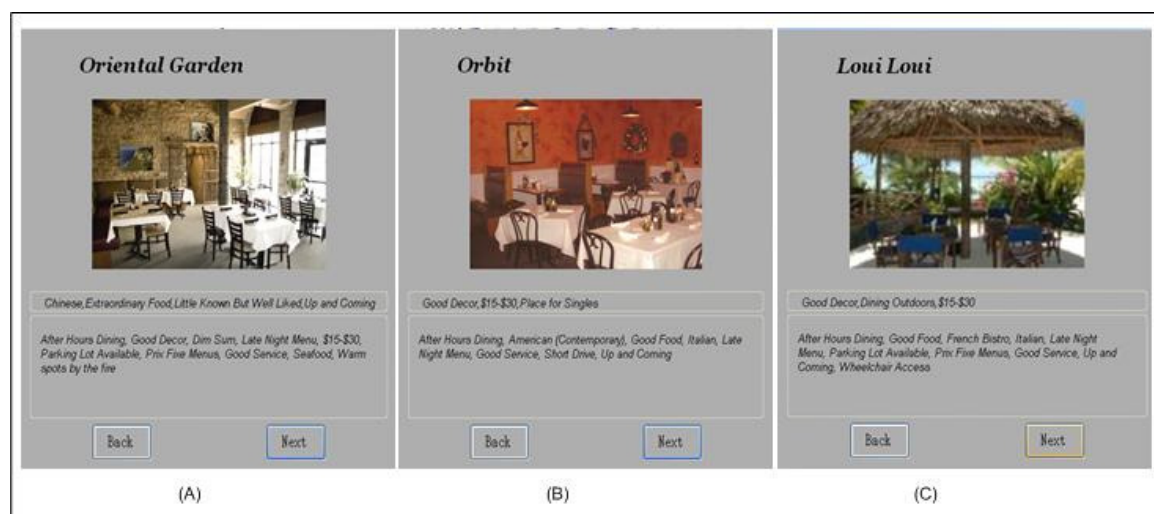 Oriental Garden
Chinese,Extraordinary Food,Little Known But Well Liked,Up and Coming
After Hours Dining, Good Decor, Dim Sum, Late Night Menu, $15-$30,
Parking Lot Available, Prix Fixe Menus, Good Service, Seafood, Warm
spots by the fire
Back
Next
(A)
Orbit
Good Decor,$15-$30,Place for Singles
After Hours Dining, American (Contemporary), Good Food, Italian, Late
Night Menu, Good Service, Short Drive, Up and Coming
Back
Next
(B)
Loui Loui
Good Decor,Dining Outdoors,$15-$30
After Hours Dining, Good Food, French Bistro, Italian, Late Night
Menu, Parking Lot Available, Prix Fixe Menus, Good Service, Up and
Coming, Wheelchair Access
Back
Next
(C)